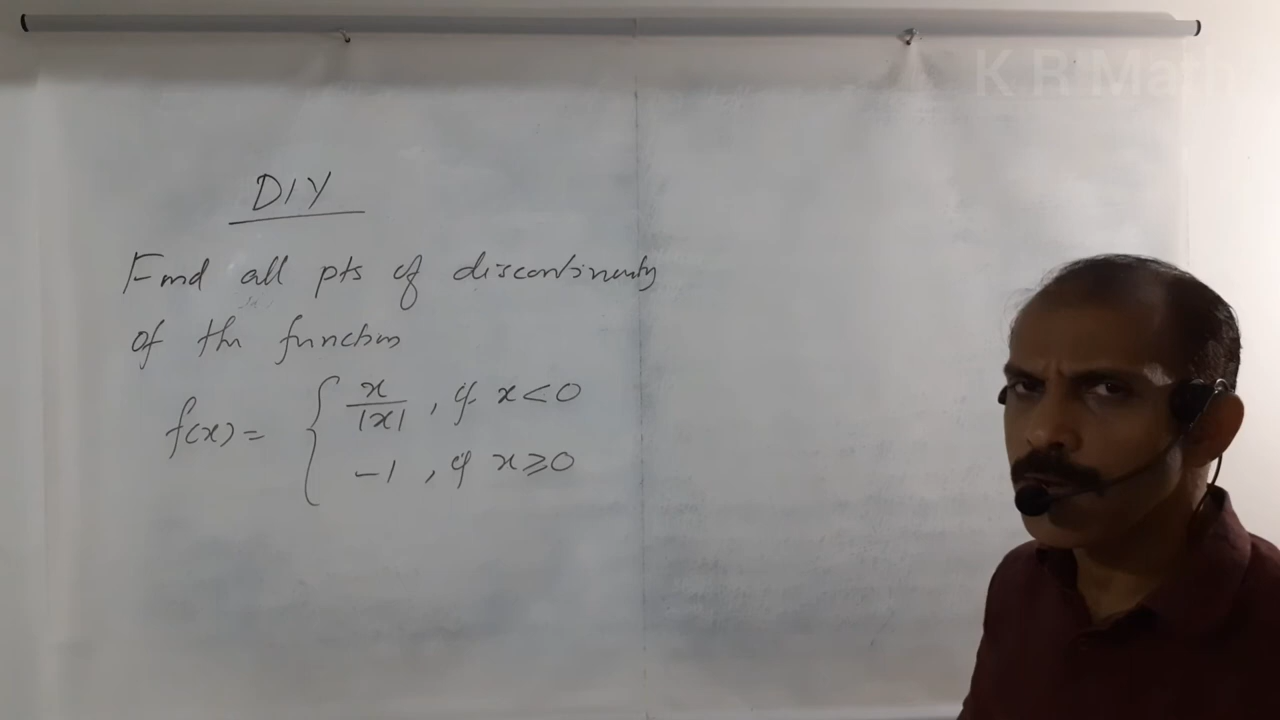 K R Math
DIY
Find all pts of discontinuity
of the function
f(x) = { x/|x| , if x < 0
-1 , if x ≥ 0